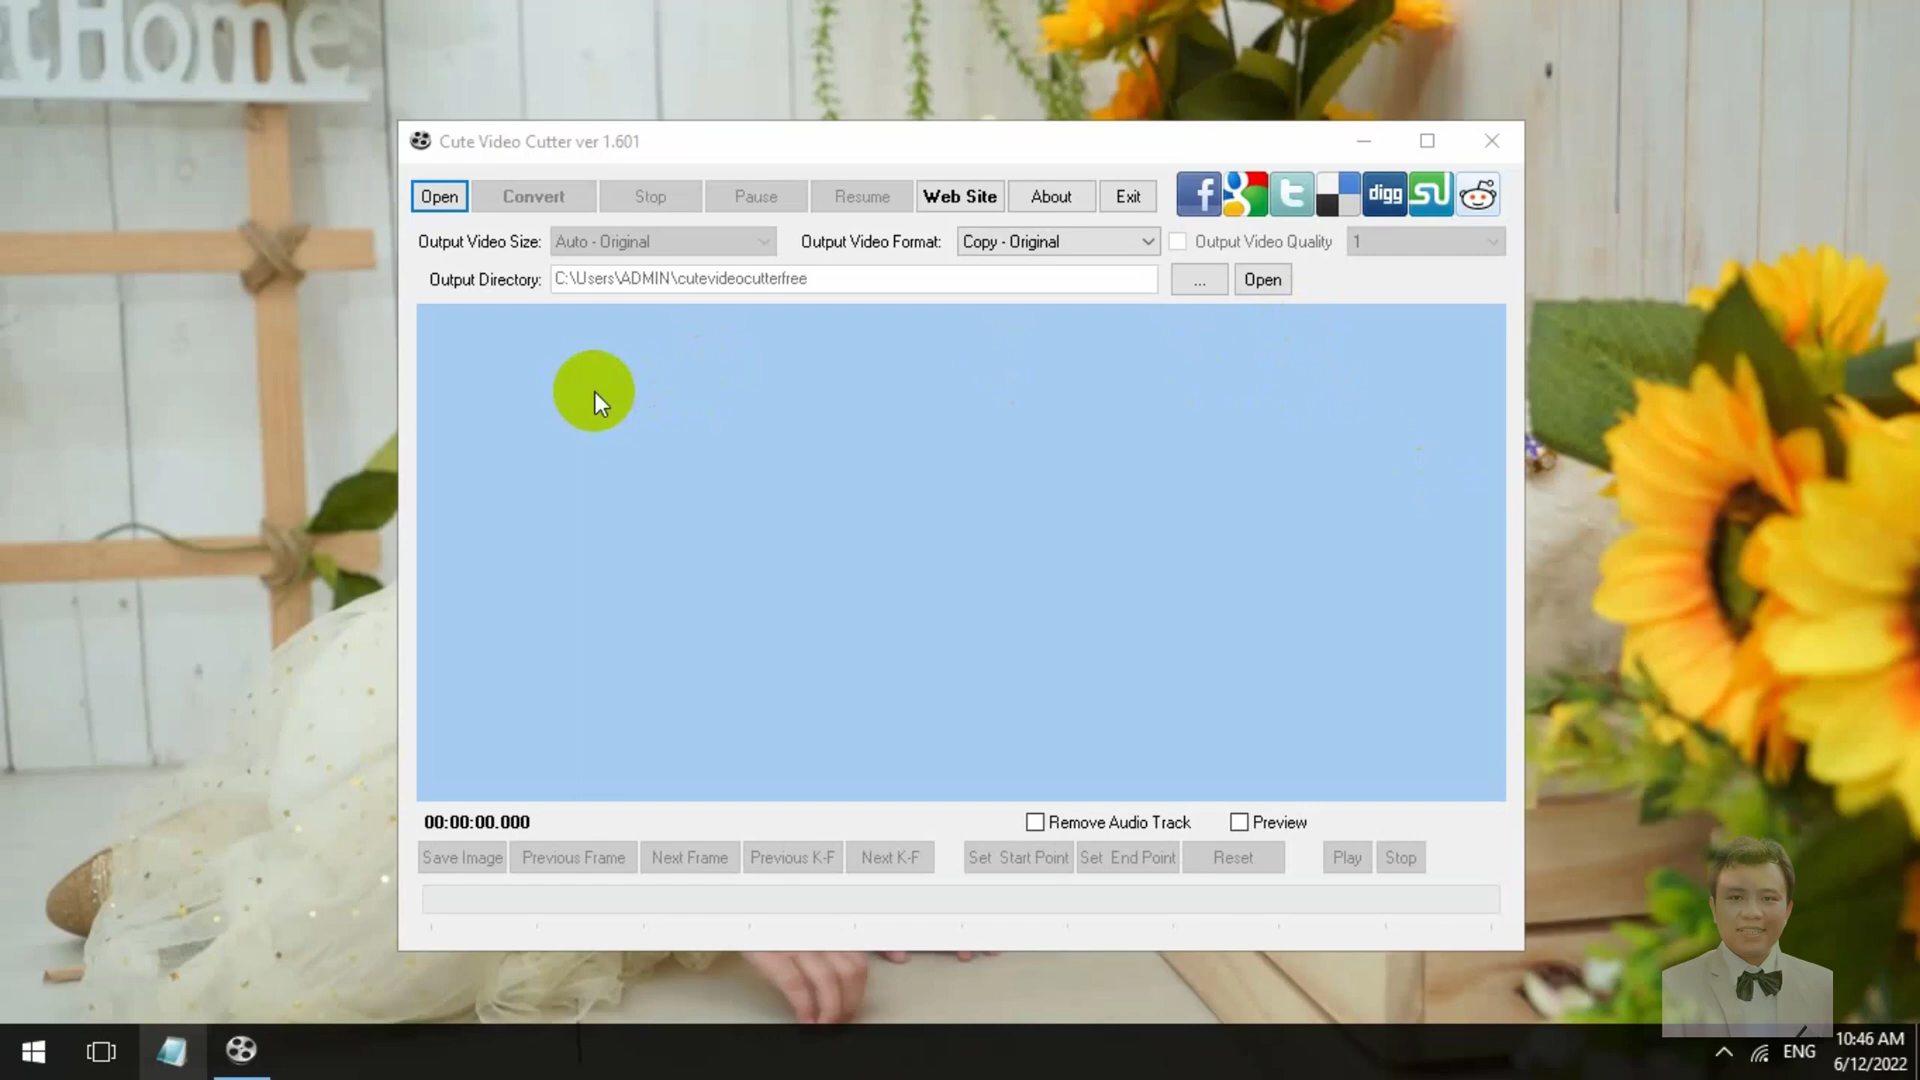 tHome
Cute Video Cutter ver 1.601
Open Convert Stop Pause Resume Web Site About Exit f g t digg SU
Output Video Size: Auto - Original Output Video Format: Copy - Original Output Video Quality 1
Output Directory: C:\Users\ADMIN\cutevideocutterfree ... Open
00:00:00.000 Remove Audio Track Preview
Save Image Previous Frame Next Frame Previous K-F Next K-F Set Start Point Set End Point Reset Play Stop
ENG 10:46 AM
6/12/2022